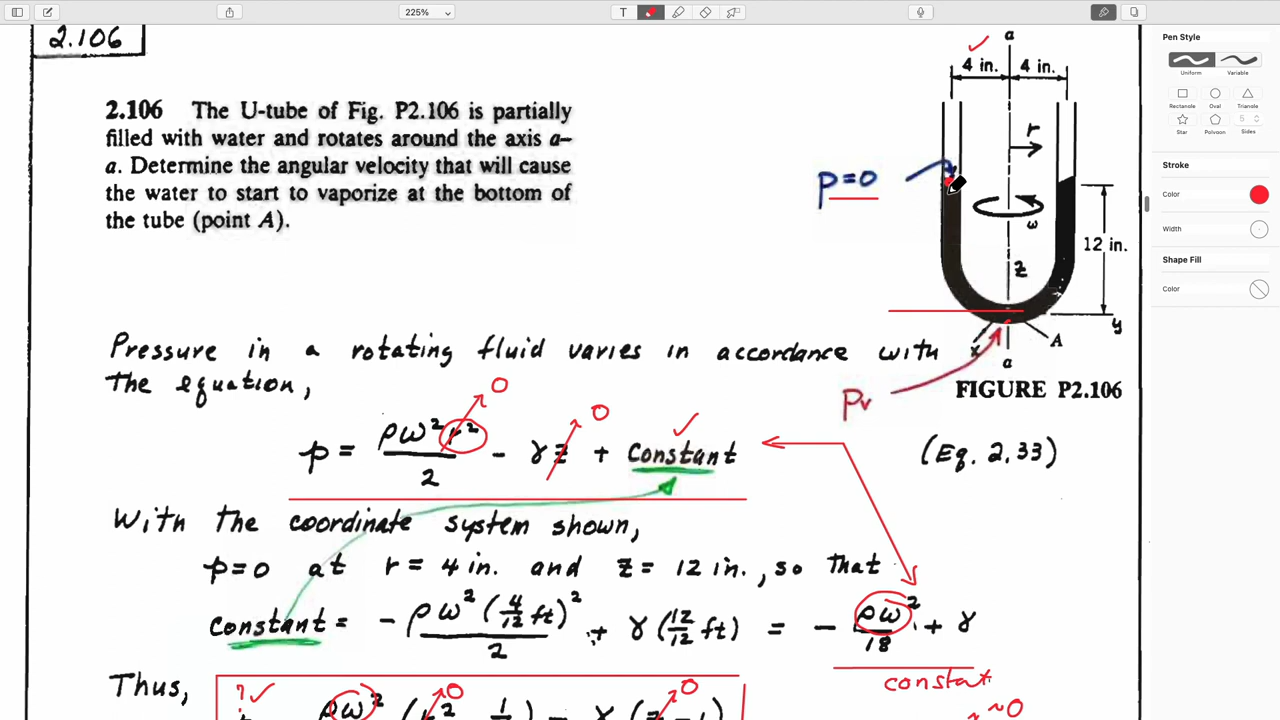 225%
T
2.106
2.106 The U-tube of Fig. P2.106 is partially
filled with water and rotates around the axis a–
a. Determine the angular velocity that will cause
the water to start to vaporize at the bottom of
the tube (point A).
a
4 in.
4 in.
r
p=0
ω
12 in.
z
y
x
A
a
Pv
FIGURE P2.106
Pressure in a rotating fluid varies in accordance with
the equation,
0
0
p = ρω²r²/2 - γz + Constant
(Eq. 2.33)
With the coordinate system shown,
p=0 at r = 4 in. and z = 12 in., so that
Constant = - ρω²(4/12 ft)²/2 + γ(12/12 ft) = - ρω²/18 + γ
constat
Thus,
?
0
0
~0
Pen Style
Uniform
Variable
Rectangle
Oval
Triangle
Star
Polygon
5
Sides
Stroke
Color
Width
Shape Fill
Color